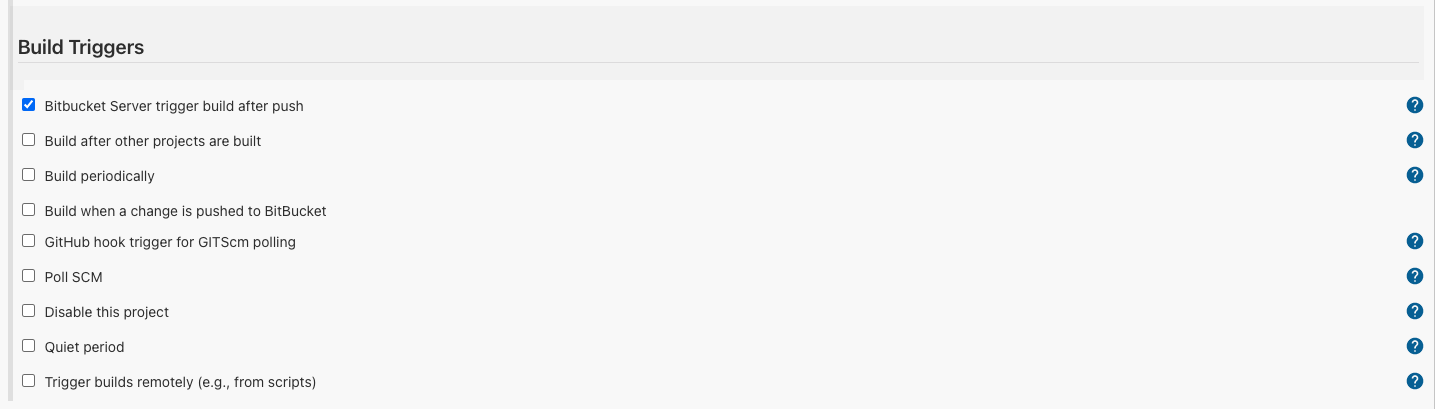 Build Triggers
Bitbucket Server trigger build after push
?
Build after other projects are built
?
Build periodically
?
Build when a change is pushed to BitBucket
GitHub hook trigger for GITScm polling
?
Poll SCM
?
Disable this project
?
Quiet period
?
Trigger builds remotely (e.g., from scripts)
?